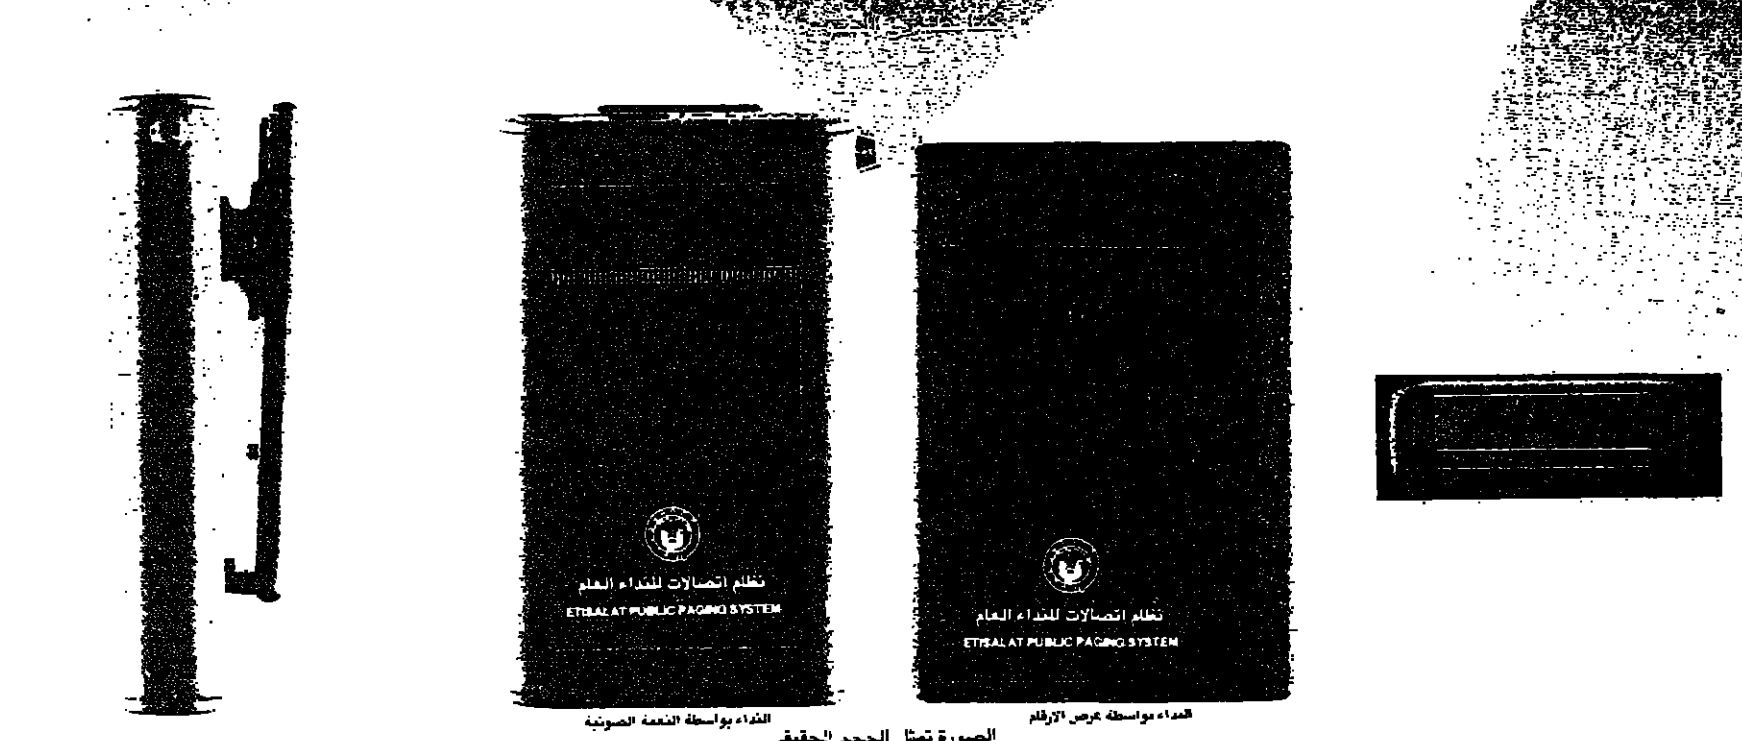 نظام اتصالات للنداء العام
ETISALAT PUBLIC PAGING SYSTEM
نظام اتصالات للنداء العام
ETISALAT PUBLIC PAGING SYSTEM
النداء بواسطة النغمة الصوتية
النداء بواسطة عرض الأرقام
الصورة تمثل الحجم الحقيقي